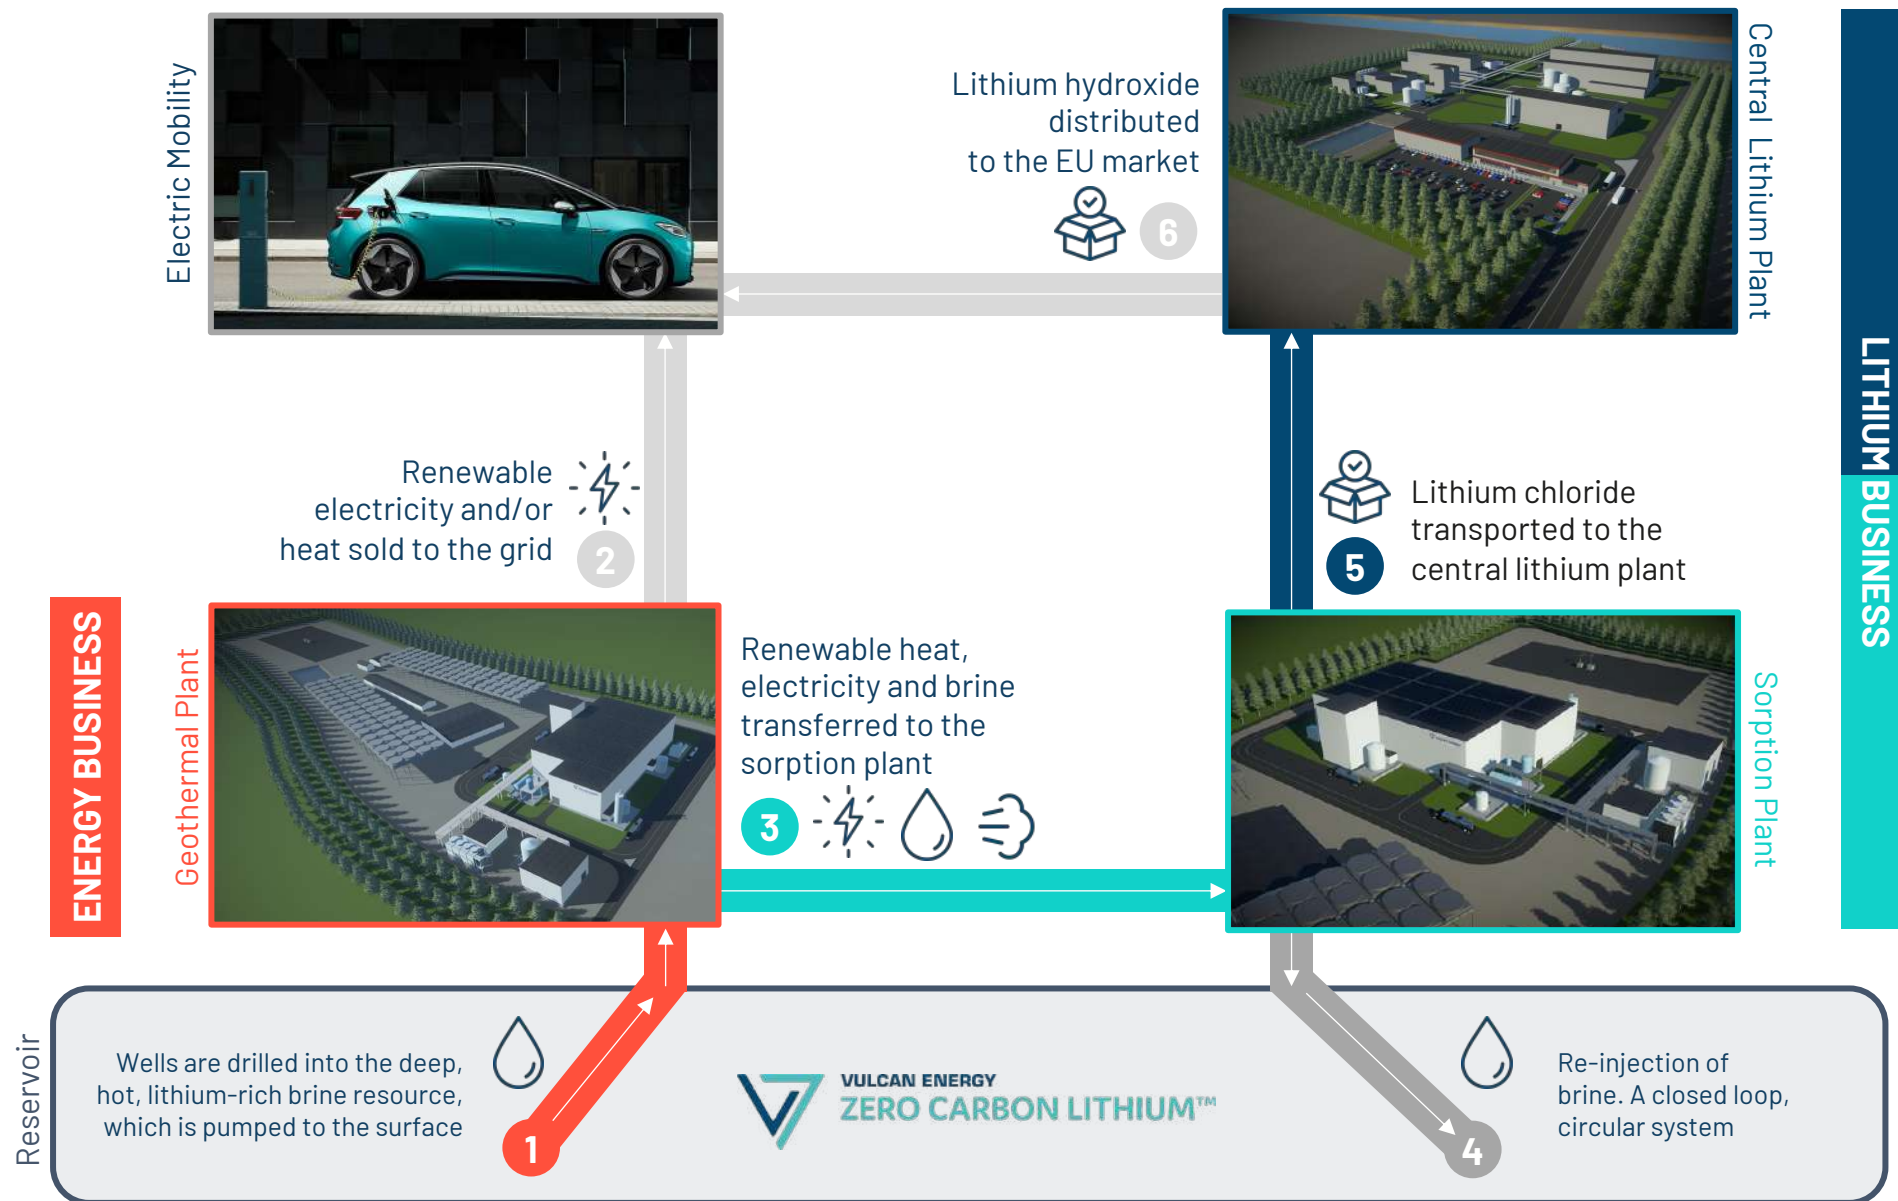 Electric Mobility
Lithium hydroxide
distributed
to the EU market
6
Central Lithium Plant
LITHIUM BUSINESS
Renewable
electricity and/or
heat sold to the grid
2
Lithium chloride
transported to the
central lithium plant
5
ENERGY BUSINESS
Geothermal Plant
Renewable heat,
electricity and brine
transferred to the
sorption plant
3
Sorption Plant
Reservoir
Wells are drilled into the deep,
hot, lithium-rich brine resource,
which is pumped to the surface
1
VULCAN ENERGY
ZERO CARBON LITHIUM™
Re-injection of
brine. A closed loop,
circular system
4